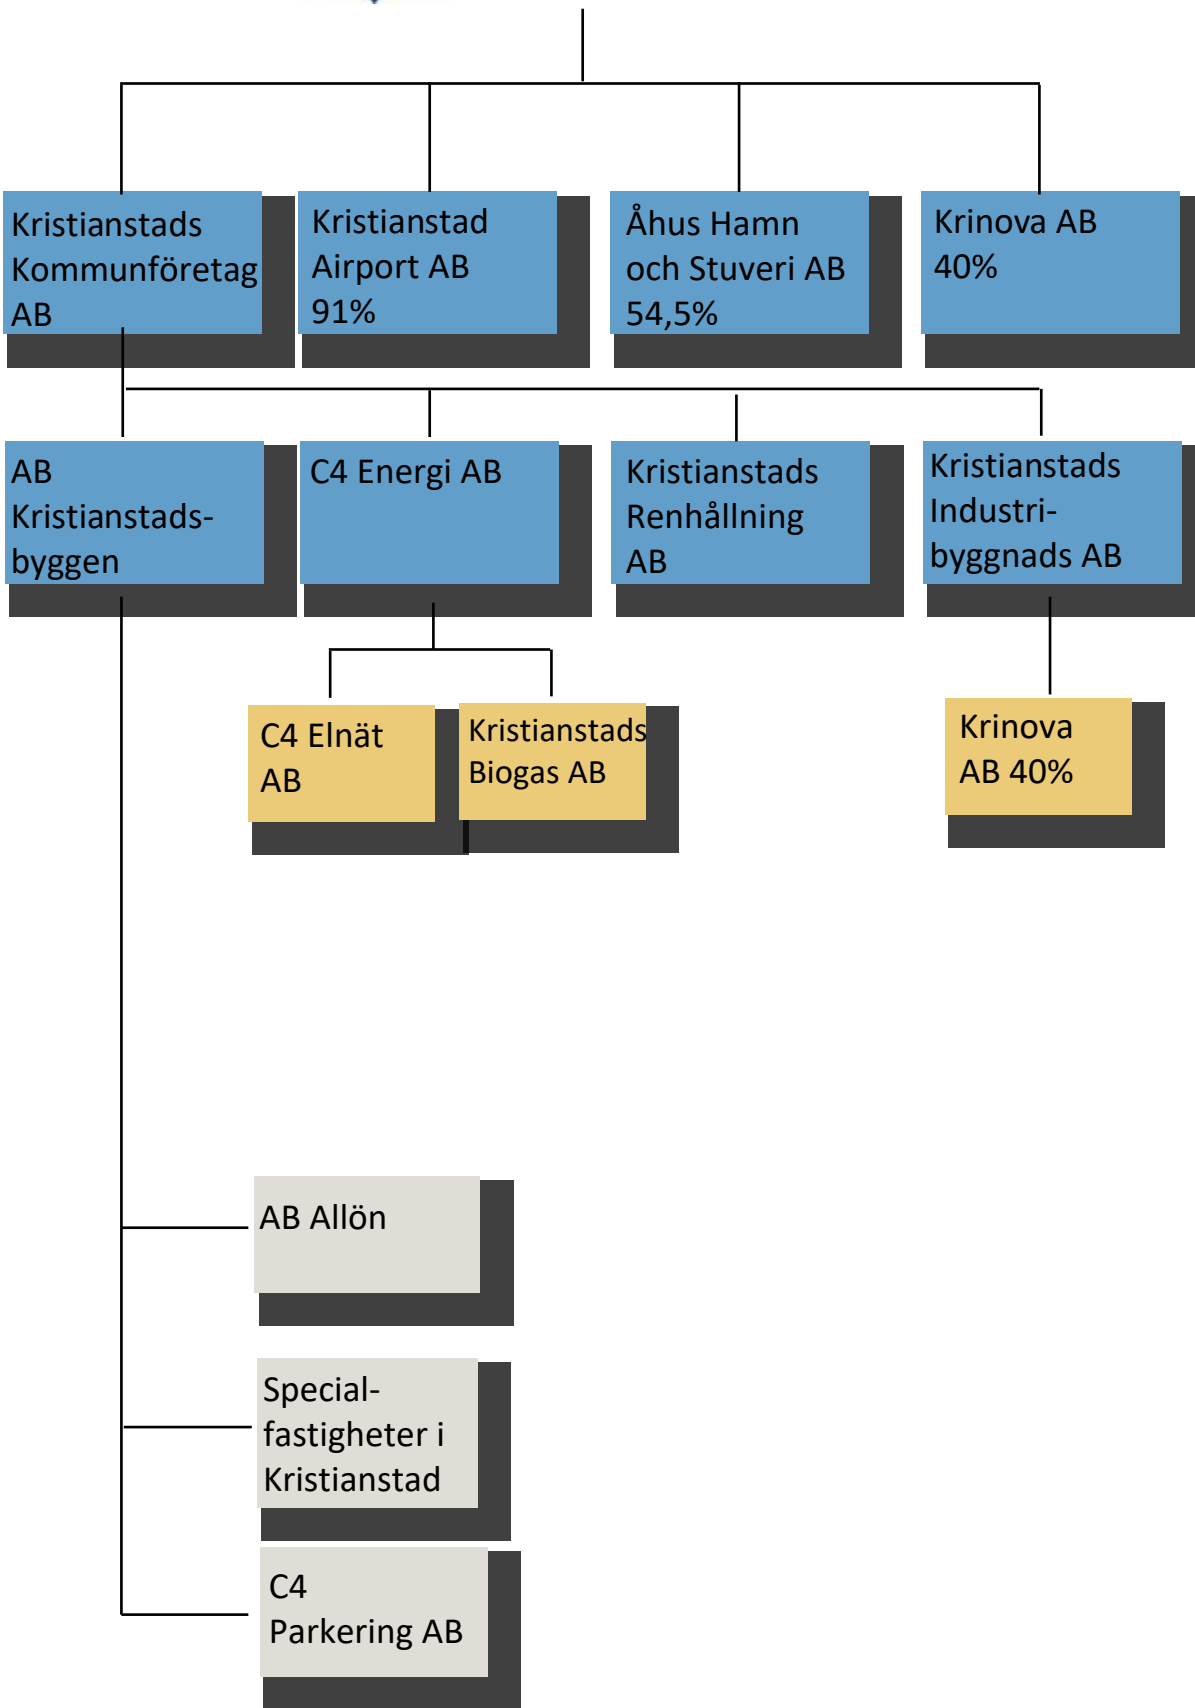 Kristianstads
Kommunföretag
AB
Kristianstad
Airport AB
91%
Åhus Hamn
och Stuveri AB
54,5%
Krinova AB
40%
AB
Kristianstads-
byggen
C4 Energi AB
Kristianstads
Renhållning
AB
Kristianstads
Industri-
byggnads AB
C4 Elnät
AB
Kristianstads
Biogas AB
Krinova
AB 40%
AB Allön
Special-
fastigheter i
Kristianstad
C4
Parkering AB